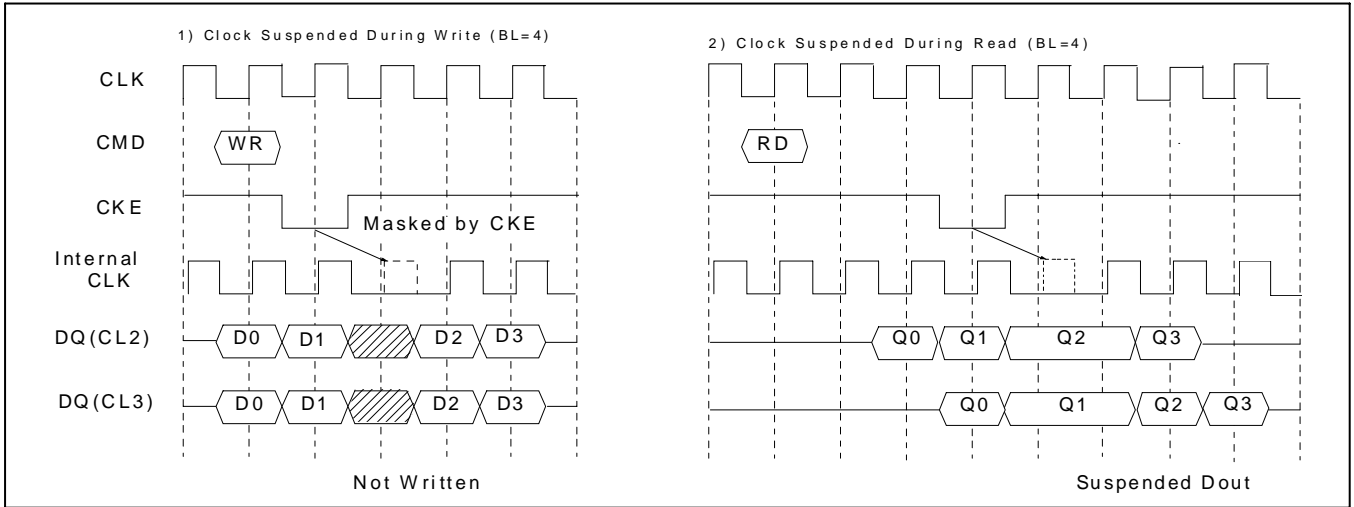 1) Clock Suspended During Write (BL=4)
2) Clock Suspended During Read (BL=4)
CLK
CMD
WR
RD
CKE
Masked by CKE
Internal
CLK
DQ(CL2)
D0 D1 D2 D3
Q0 Q1 Q2 Q3
DQ(CL3)
D0 D1 D2 D3
Q0 Q1 Q2 Q3
Not Written
Suspended Dout